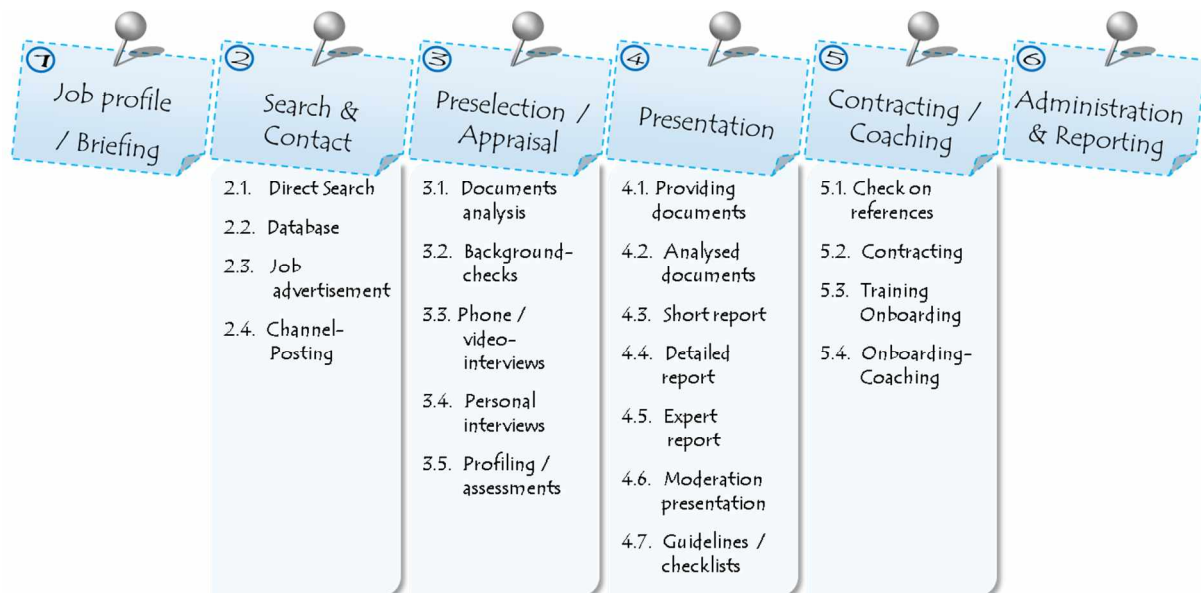 1
Job profile
/ Briefing
2
Search &
Contact
2.1. Direct Search
2.2. Database
2.3. Job
advertisement
2.4. Channel-
Posting
3
Preselection /
Appraisal
3.1. Documents
analysis
3.2. Background-
checks
3.3. Phone /
video-
interviews
3.4. Personal
interviews
3.5. Profiling /
assessments
4
Presentation
4.1. Providing
documents
4.2. Analysed
documents
4.3. Short report
4.4. Detailed
report
4.5. Expert
report
4.6. Moderation
presentation
4.7. Guidelines /
checklists
5
Contracting /
Coaching
5.1. Check on
references
5.2. Contracting
5.3. Training
Onboarding
5.4. Onboarding-
Coaching
6
Administration
& Reporting